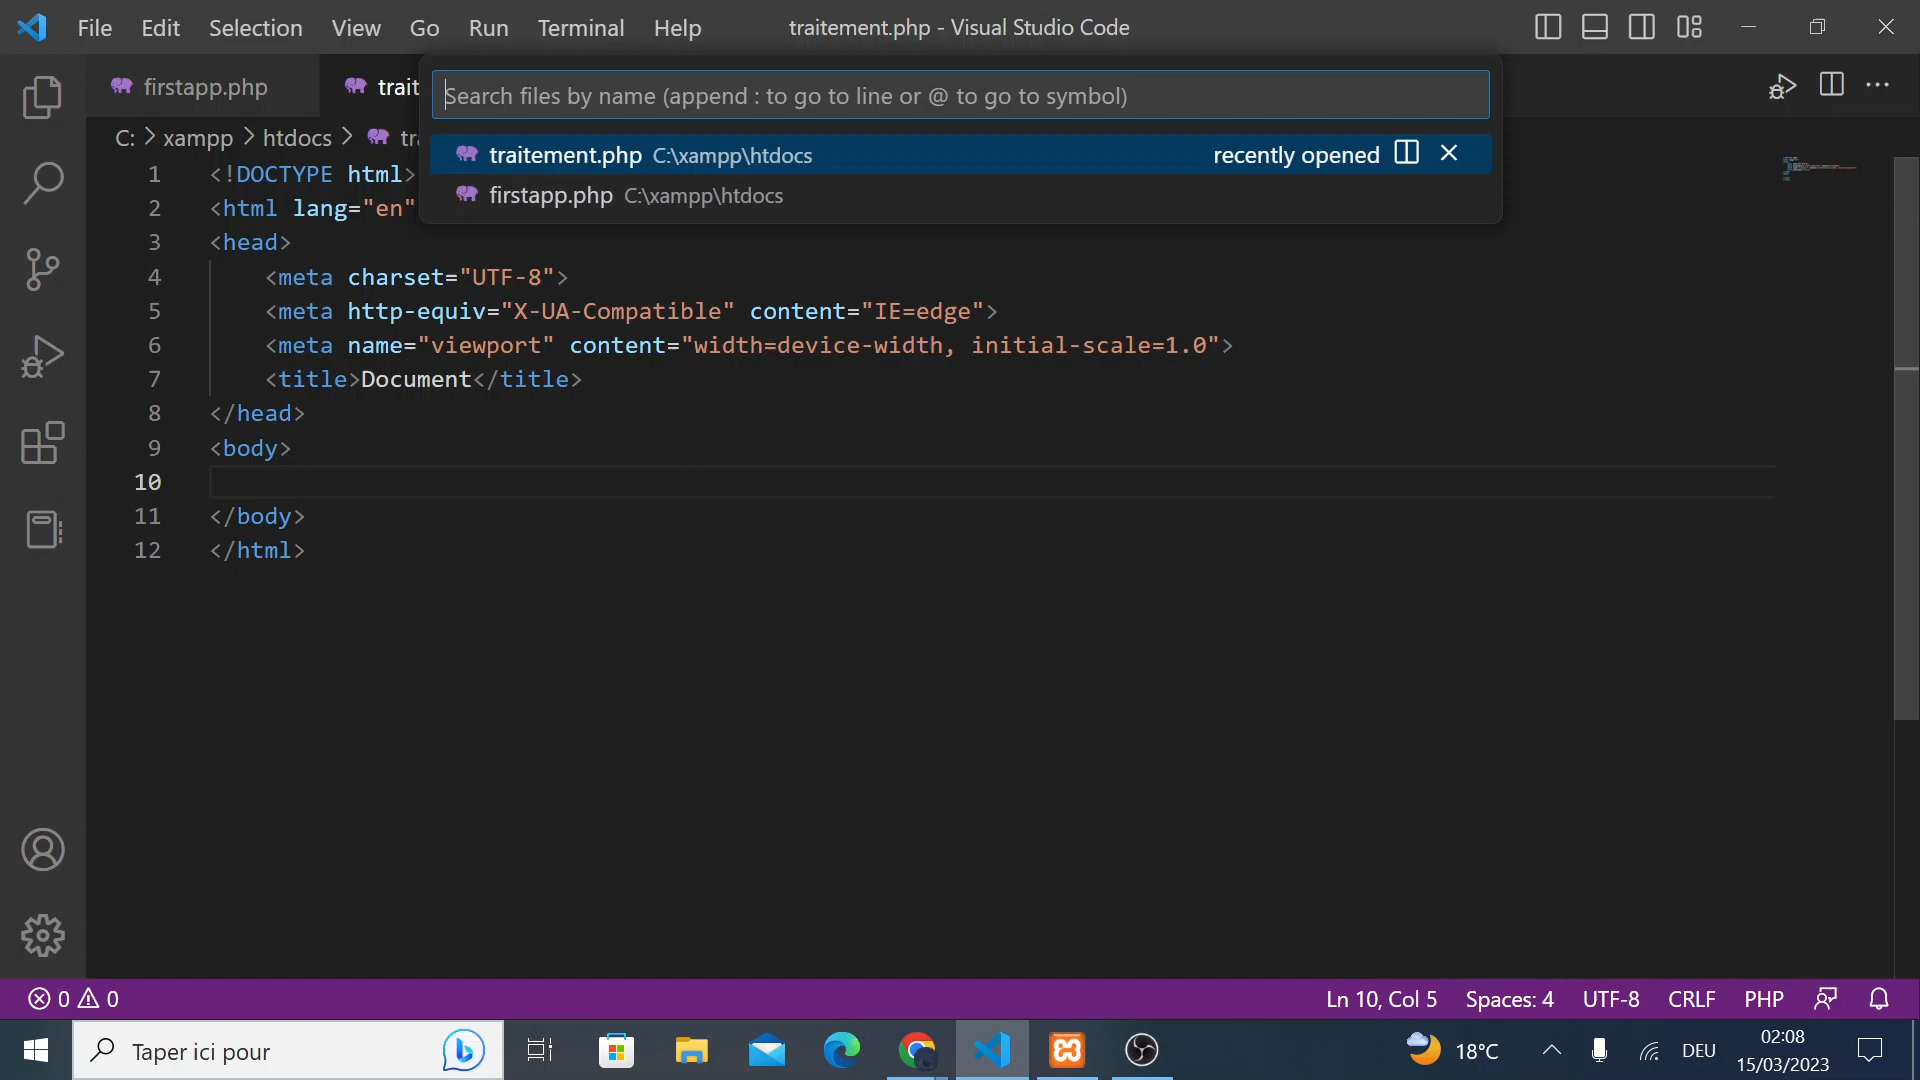 File Edit Selection View Go Run Terminal Help traitement.php - Visual Studio Code
firstapp.php trait
Search files by name (append : to go to line or @ to go to symbol)
traitement.php C:\xampp\htdocs recently opened
firstapp.php C:\xampp\htdocs
C: > xampp > htdocs > tra
1 <!DOCTYPE html>
2 <html lang="en"
3 <head>
4     <meta charset="UTF-8">
5     <meta http-equiv="X-UA-Compatible" content="IE=edge">
6     <meta name="viewport" content="width=device-width, initial-scale=1.0">
7     <title>Document</title>
8 </head>
9 <body>
10
11 </body>
12 </html>
0 0 Ln 10, Col 5 Spaces: 4 UTF-8 CRLF PHP
Taper ici pour 18°C DEU 02:08
15/03/2023